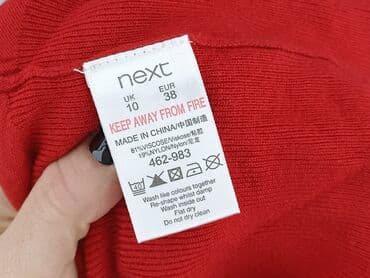 next
UK EUR
10 38
KEEP AWAY FROM FIRE
MADE IN CHINA/中国制造
81%VISCOSE/Viskose/粘胶
19%NYLON/Nylon/尼龙
462-983
Wash like colours together
Re-shape whilst damp
Wash inside out
Flat dry
Do not dry clean